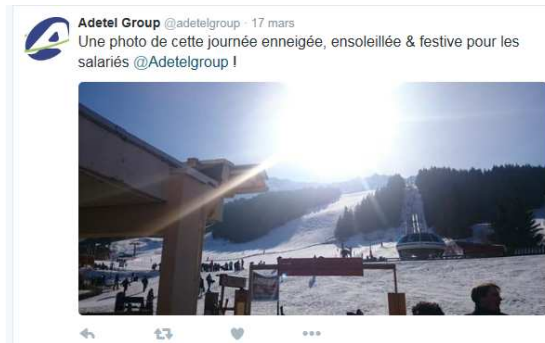 Adetel Group @adetelgroup · 17 mars
Une photo de cette journée enneigée, ensoleillée & festive pour les
salariés @Adetelgroup !